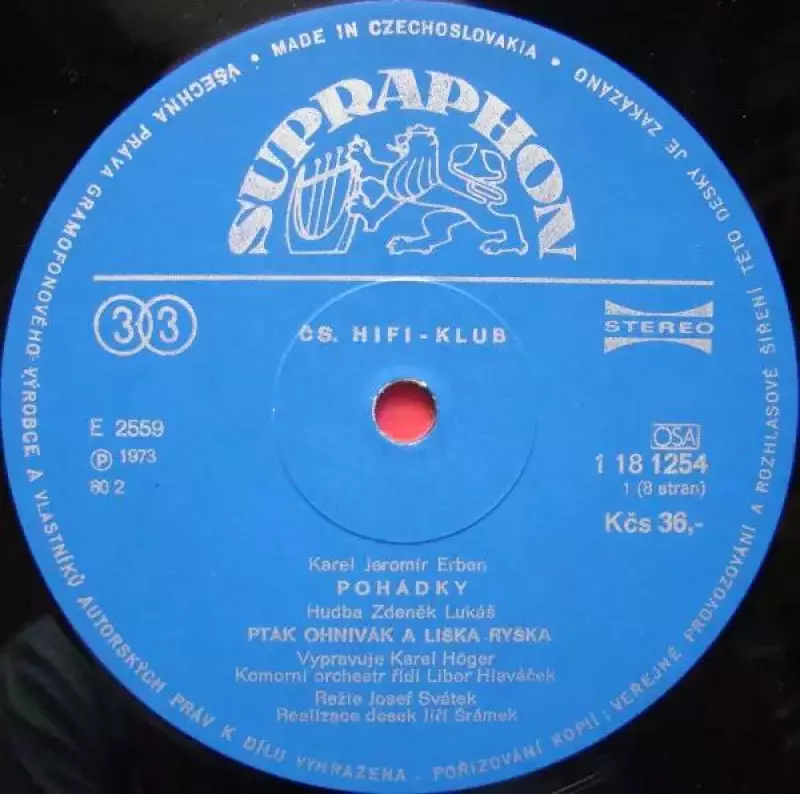 VŠECHNA PRÁVA GRAMOFONOVÉHO VÝROBCE A VLASTNÍKŮ AUTORSKÝCH PRÁV K DÍLU VYHRAŽENA. POŘIZOVÁNÍ KOPIÍ; VEŘEJNÉ PROVOZOVÁNÍ A ROZHLASOVÉ ŠÍŘENÍ TÉTO DESKY JE ZAKÁZÁNO
• MADE IN CZECHOSLOVAKIA •
SUPRAPHON
33
ČS. HIFI-KLUB
STEREO
E 2559
℗ 1973
80 2
OSA
1 18 1254
1 (8 stran)
Kčs 36,-
Karel Jaromír Erben
POHÁDKY
Hudba Zdeněk Lukáš
PTÁK OHNIVÁK A LIŠKA RYŠKA
Vypravuje Karel Höger
Komorní orchestr řídí Libor Hlaváček
Režie Josef Svátek
Realizace desek Jiří Šrámek